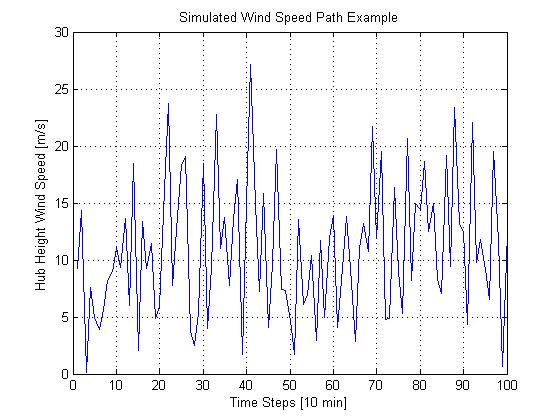 Simulated Wind Speed Path Example
30
25
20
15
10
5
0
Hub Height Wind Speed [m/s]
0 10 20 30 40 50 60 70 80 90 100
Time Steps [10 min]